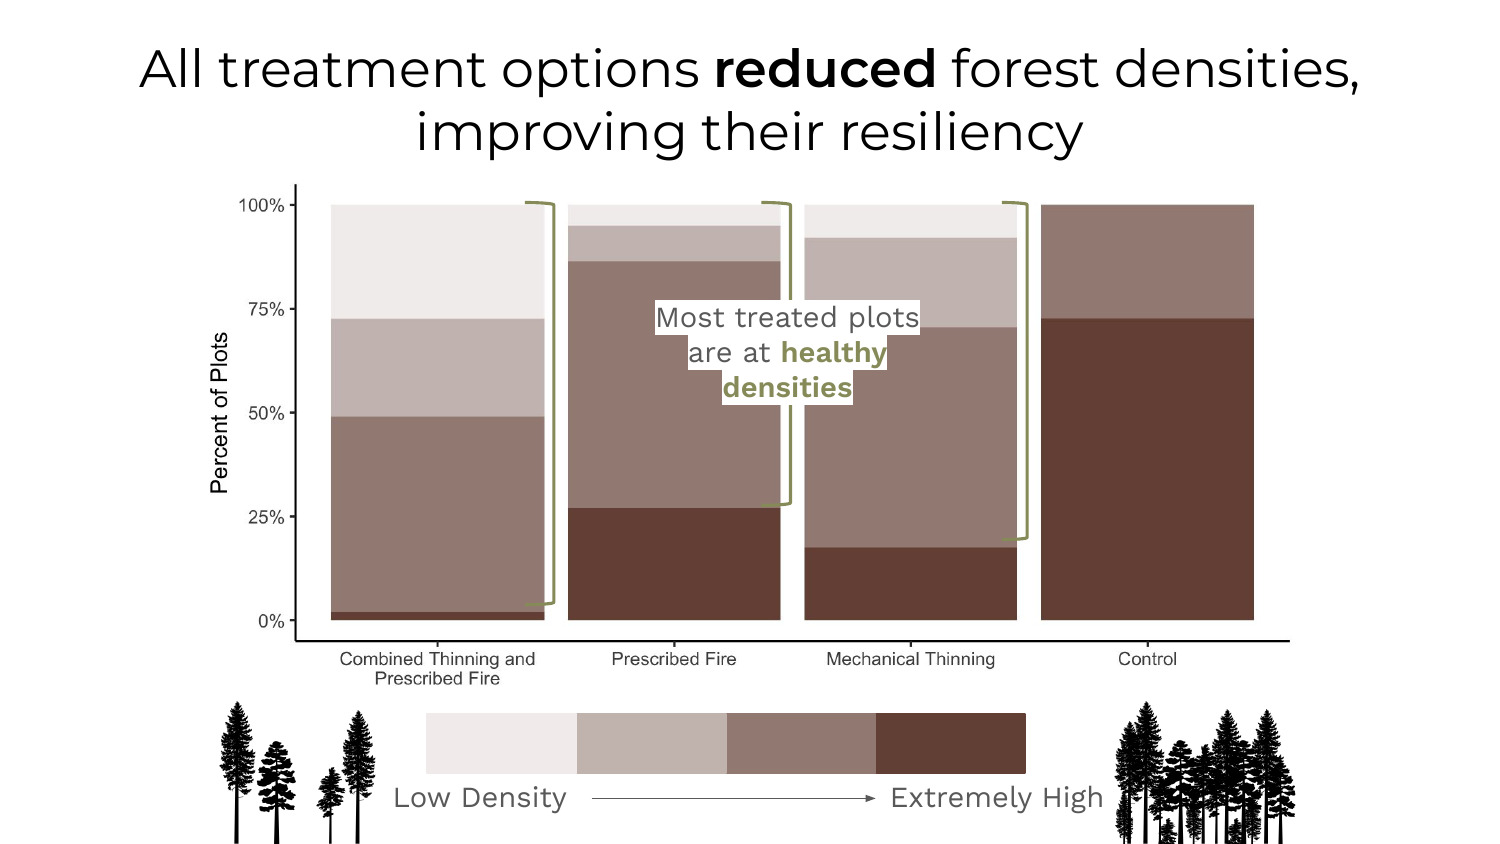 All treatment options reduced forest densities,
improving their resiliency
100%
75%
50%
25%
0%
Percent of Plots
Most treated plots
are at healthy
densities
Combined Thinning and
Prescribed Fire
Prescribed Fire
Mechanical Thinning
Control
Low Density
Extremely High